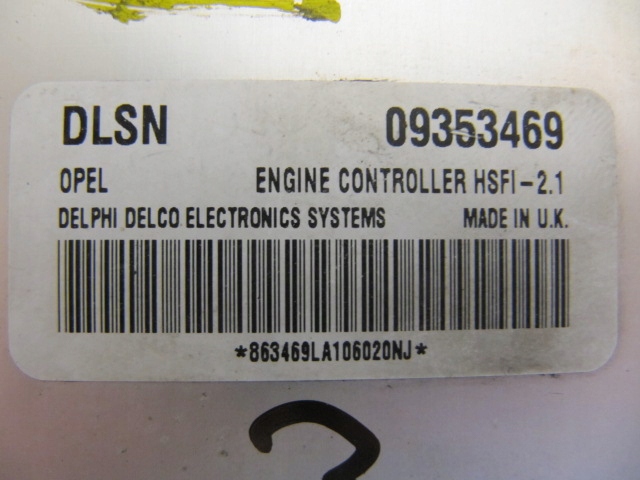 DLSN 09353469
OPEL ENGINE CONTROLLER HSFI-2.1
DELPHI DELCO ELECTRONICS SYSTEMS MADE IN U.K.
*863469LA106020NJ*